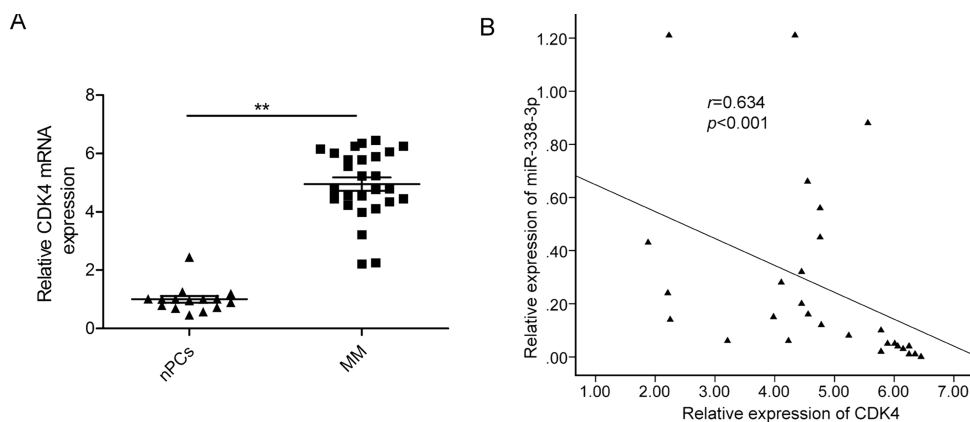 A
Relative CDK4 mRNA
expression
8
6
4
2
0
**
nPCs
MM
B
Relative expression of miR-338-3p
1.20
1.00
.80
.60
.40
.20
.00
r=0.634
p<0.001
1.00 2.00 3.00 4.00 5.00 6.00 7.00
Relative expression of CDK4